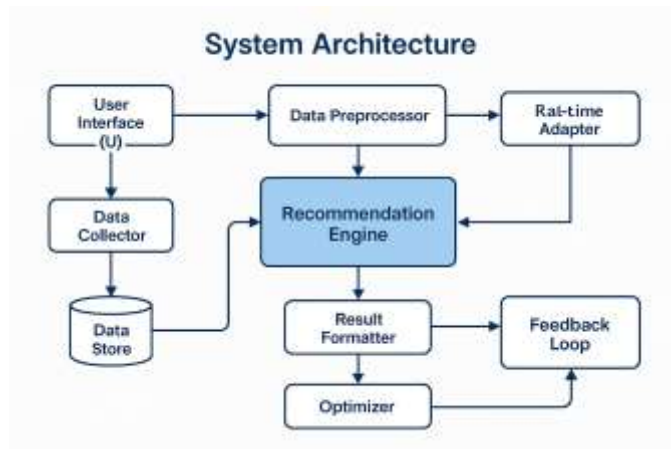 System Architecture
User
Interface
(U)
Data Preprocessor
Ral-time
Adapter
Data
Collector
Recommendation
Engine
Data
Store
Result
Formatter
Feedback
Loop
Optimizer